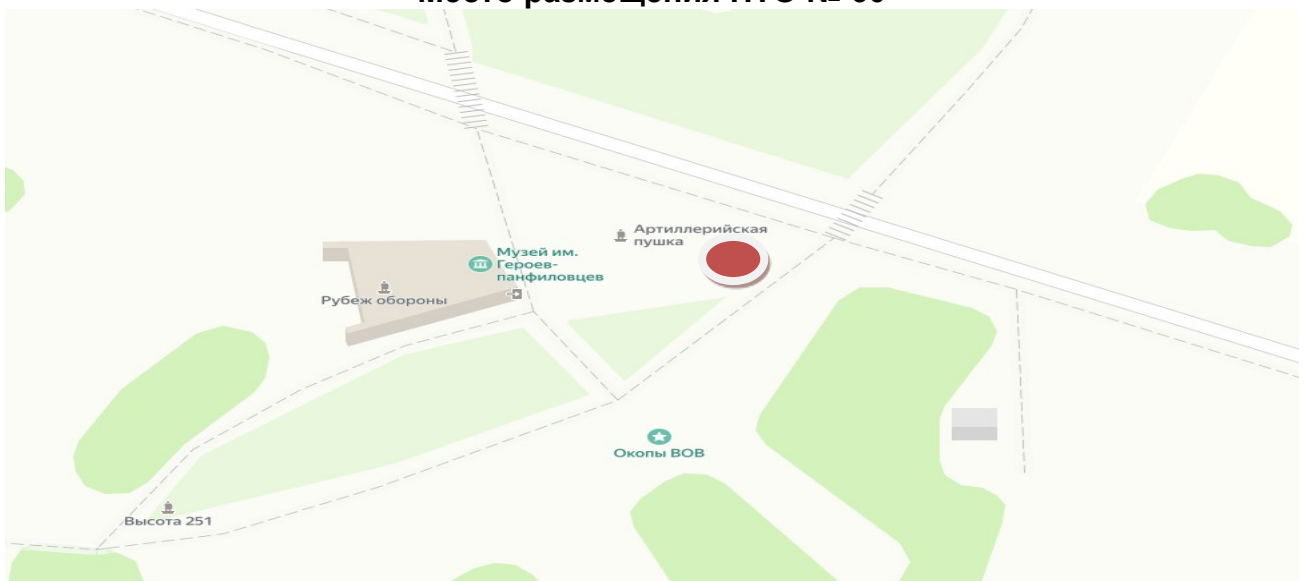 Артиллерийская
пушка
Музей им.
Героев-
панфиловцев
Рубеж обороны
Окопы ВОВ
Высота 251